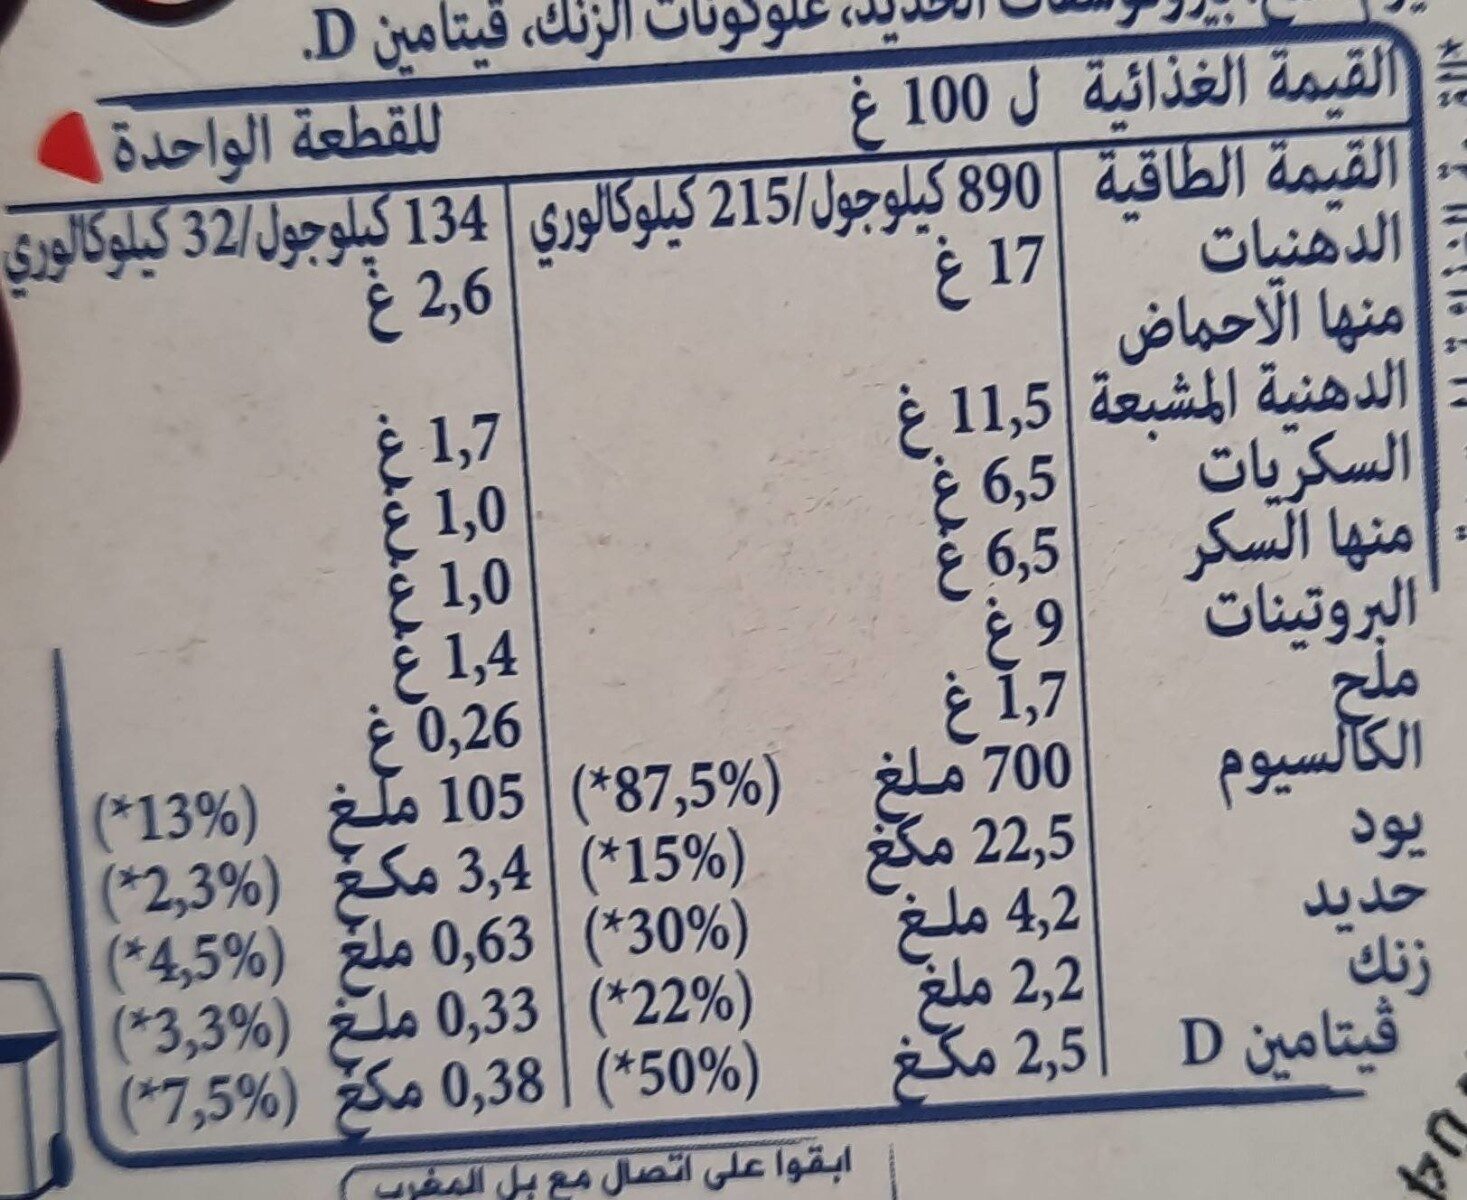 الحديد، غلوكونات الزنك، ڤيتامين D.
القيمة الغذائية ل 100 غ للقطعة الواحدة
القيمة الطاقية 890 كيلوجول/215 كيلوكالوري 134 كيلوجول/32 كيلوكالوري
الدهنيات 17 غ 2,6 غ
منها الأحماض
الدهنية المشبعة 11,5 غ 1,7 غ
السكريات 6,5 غ 1,0 غ
منها السكر 6,5 غ 1,0 غ
البروتينات 9 غ 1,4 غ
ملح 1,7 غ 0,26 غ
الكالسيوم 700 ملغ (*87,5%) 105 ملغ (*13%)
يود 22,5 مكغ (*15%) 3,4 مكغ (*2,3%)
حديد 4,2 ملغ (*30%) 0,63 ملغ (*4,5%)
زنك 2,2 ملغ (*22%) 0,33 ملغ (*3,3%)
ڤيتامين D 2,5 مكغ (*50%) 0,38 مكغ (*7,5%)
ابقوا على اتصال مع بل المغرب